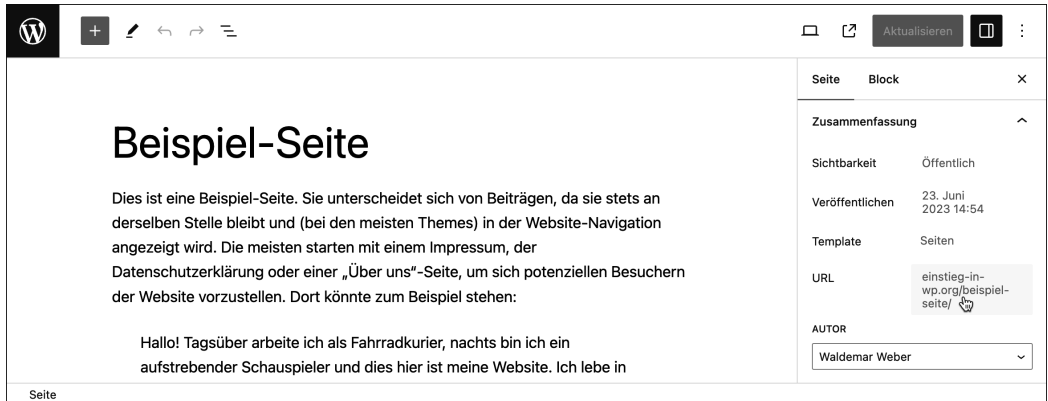 Aktualisieren
Beispiel-Seite
Dies ist eine Beispiel-Seite. Sie unterscheidet sich von Beiträgen, da sie stets an
derselben Stelle bleibt und (bei den meisten Themes) in der Website-Navigation
angezeigt wird. Die meisten starten mit einem Impressum, der
Datenschutzerklärung oder einer „Über uns“-Seite, um sich potenziellen Besuchern
der Website vorzustellen. Dort könnte zum Beispiel stehen:
Hallo! Tagsüber arbeite ich als Fahrradkurier, nachts bin ich ein
aufstrebender Schauspieler und dies hier ist meine Website. Ich lebe in
Seite Block
Zusammenfassung
Sichtbarkeit Öffentlich
Veröffentlichen 23. Juni
2023 14:54
Template Seiten
URL einstieg-in-
wp.org/beispiel-
seite/
AUTOR
Waldemar Weber
Seite